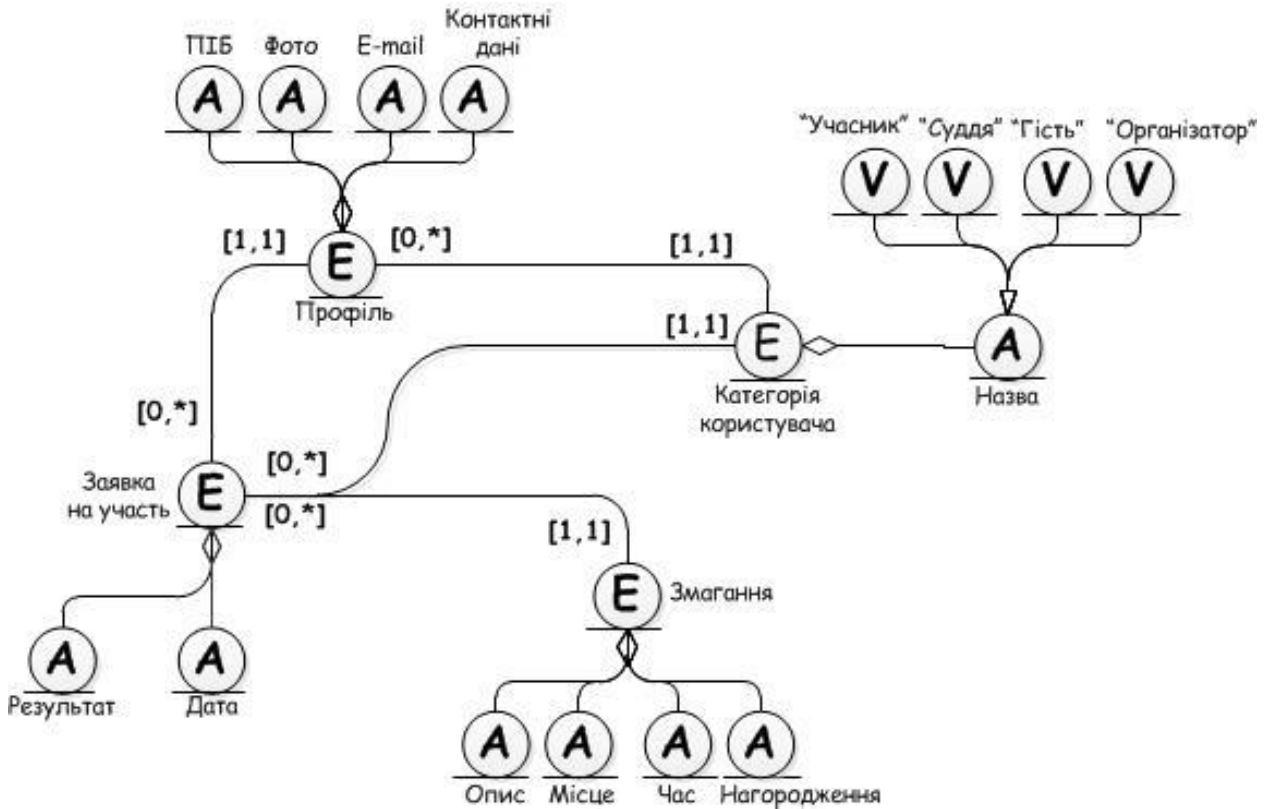 ПІБ
Фото
E-mail
Контактні
дані
A
A
A
A
"Учасник"
"Суддя"
"Гість"
"Організатор"
V
V
V
V
[1,1]
E
[0,*]
[1,1]
Профіль
[1,1]
E
A
Категорія
користувача
Назва
[0,*]
Заявка
на участь
E
[0,*]
[0,*]
[1,1]
E
Змагання
A
A
Результат
Дата
A
A
A
A
Опис
Місце
Час
Нагородження